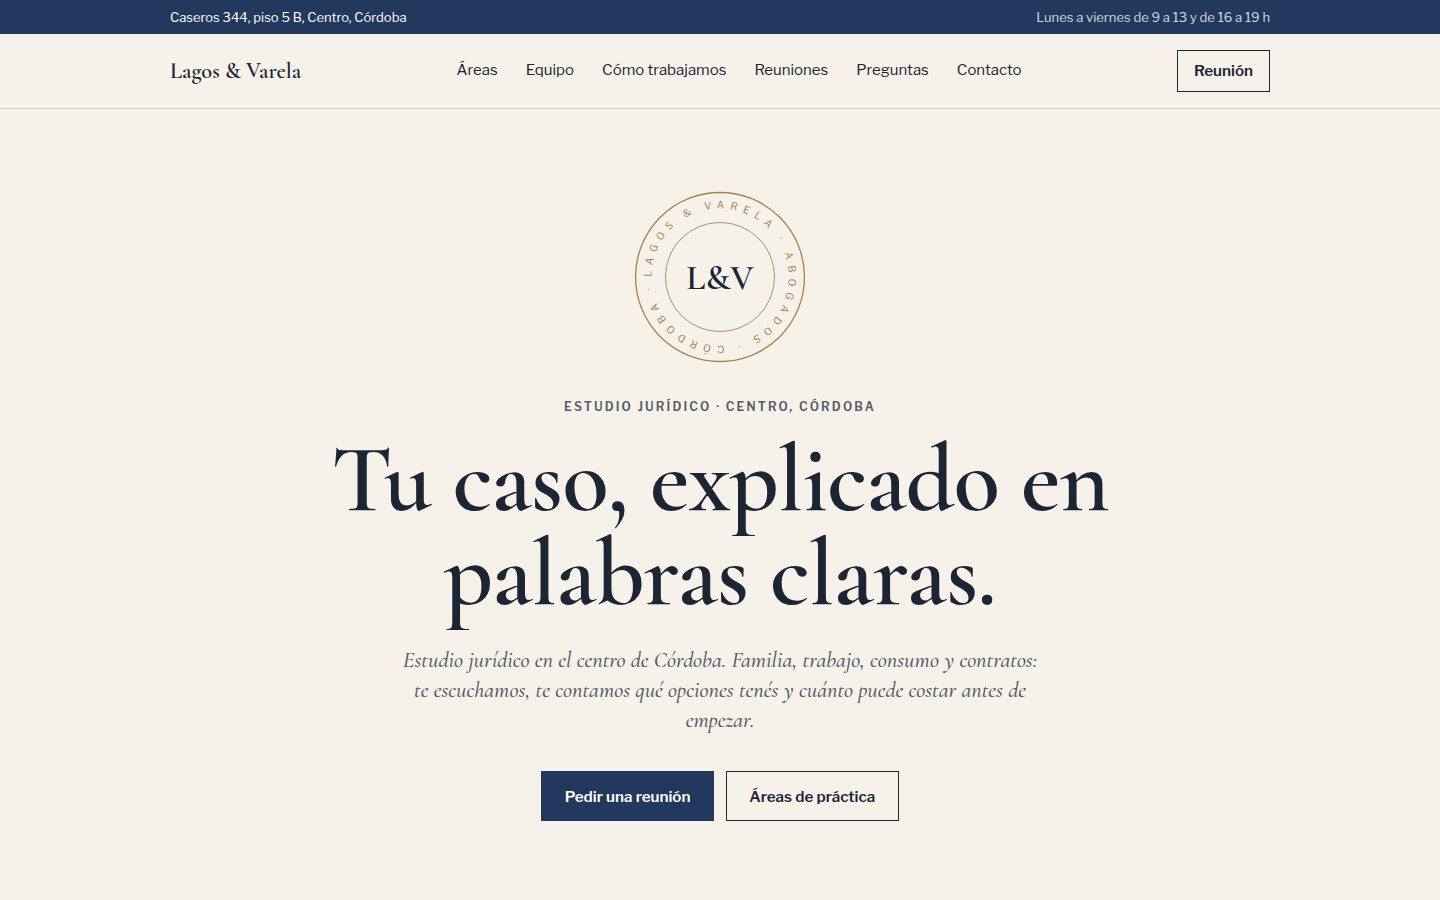 Caseros 344, piso 5 B, Centro, Córdoba
Lunes a viernes de 9 a 13 y de 16 a 19 h
Lagos & Varela
Áreas
Equipo
Cómo trabajamos
Reuniones
Preguntas
Contacto
Reunión
LAGOS & VARELA · ABOGADOS · CÓRDOBA ·
L&V
ESTUDIO JURÍDICO · CENTRO, CÓRDOBA
Tu caso, explicado en
palabras claras.
Estudio jurídico en el centro de Córdoba. Familia, trabajo, consumo y contratos:
te escuchamos, te contamos qué opciones tenés y cuánto puede costar antes de
empezar.
Pedir una reunión
Áreas de práctica